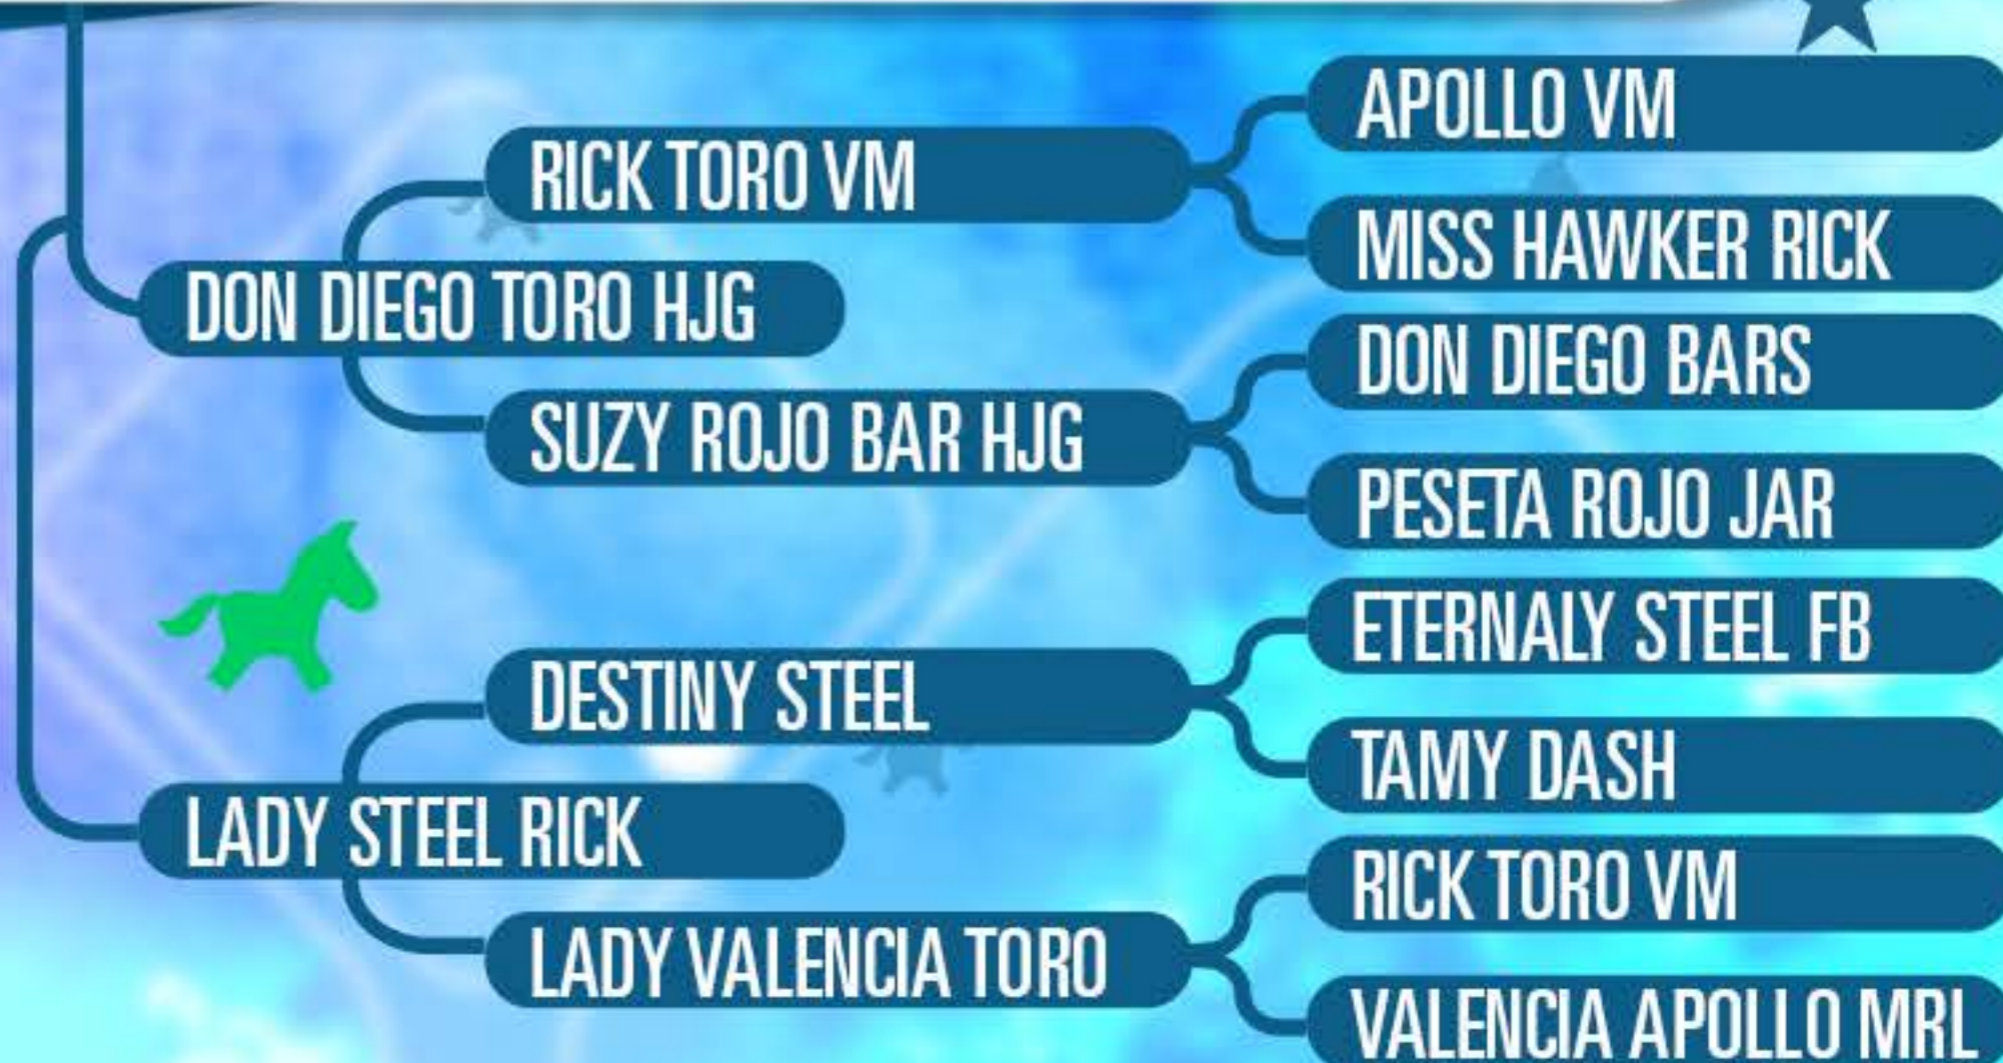 APOLLO VM
RICK TORO VM
MISS HAWKER RICK
DON DIEGO TORO HJG
DON DIEGO BARS
SUZY ROJO BAR HJG
PESETA ROJO JAR
ETERNALY STEEL FB
DESTINY STEEL
TAMY DASH
LADY STEEL RICK
RICK TORO VM
LADY VALENCIA TORO
VALENCIA APOLLO MRL